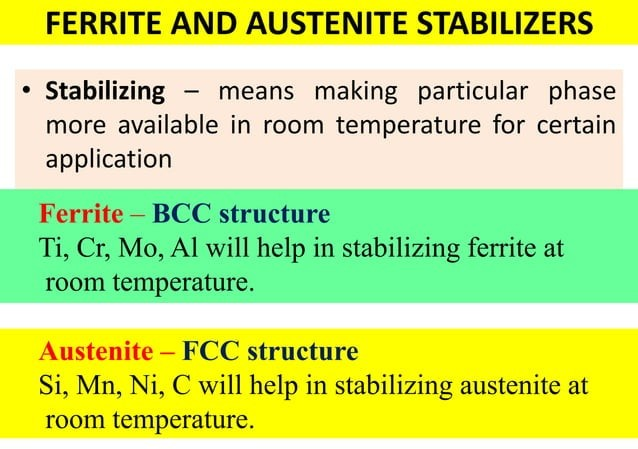 FERRITE AND AUSTENITE STABILIZERS
• Stabilizing – means making particular phase
more available in room temperature for certain
application
Ferrite – BCC structure
Ti, Cr, Mo, Al will help in stabilizing ferrite at
room temperature.
Austenite – FCC structure
Si, Mn, Ni, C will help in stabilizing austenite at
room temperature.